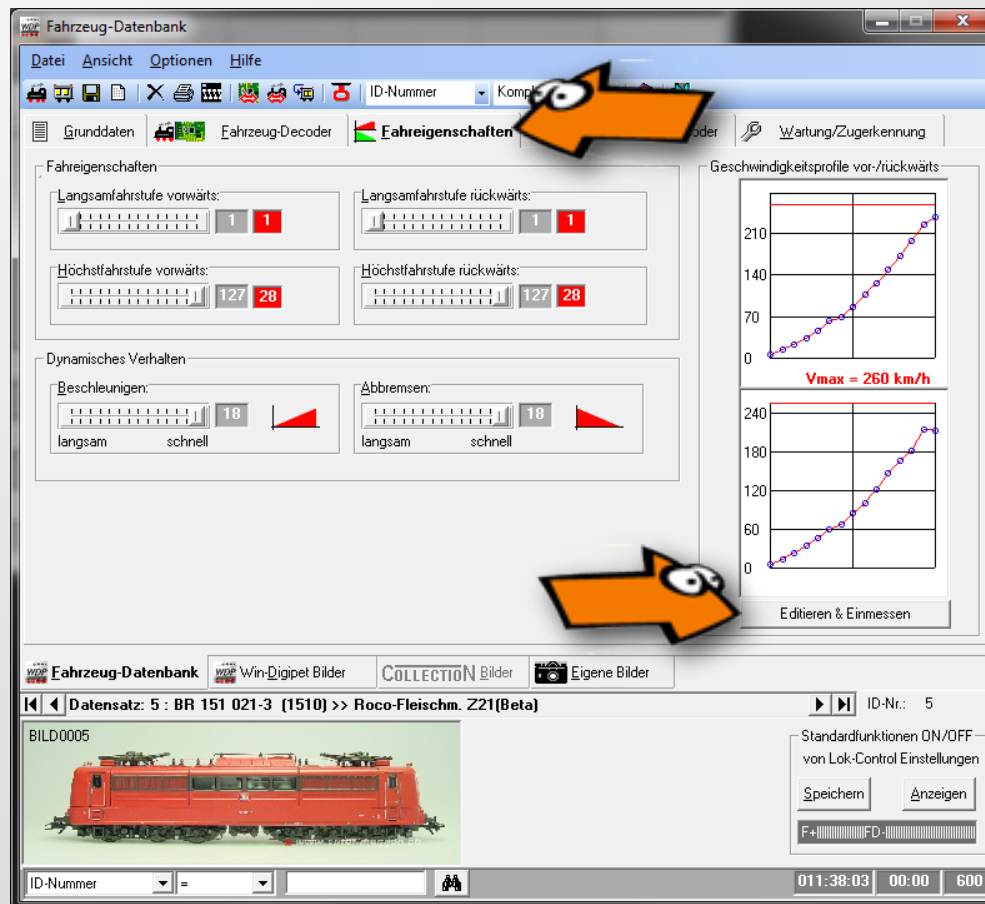 WDP Fahrzeug-Datenbank
Datei Ansicht Optionen Hilfe
ID-Nummer
Grunddaten Fahrzeug-Decoder Fahreigenschaften Wartung/Zugerkennung
Fahreigenschaften
Langsamfahrstufe vorwärts:
1 1
Langsamfahrstufe rückwärts:
1 1
Höchstfahrstufe vorwärts:
127 28
Höchstfahrstufe rückwärts:
127 28
Dynamisches Verhalten
Beschleunigen:
18
langsam schnell
Abbremsen:
18
langsam schnell
Geschwindigkeitsprofile vor-/rückwärts
210
140
70
0
Vmax = 260 km/h
240
180
120
60
0
Editieren & Einmessen
WDP Fahrzeug-Datenbank WDP Win-Digipet Bilder COLLECTION Bilder Eigene Bilder
Datensatz: 5 : BR 151 021-3 (1510) >> Roco-Fleischm. Z21(Beta) ID-Nr.: 5
BILD0005
Standardfunktionen ON/OFF
von Lok-Control Einstellungen
Speichern Anzeigen
F+ FD-
ID-Nummer = 011:38:03 00:00 600